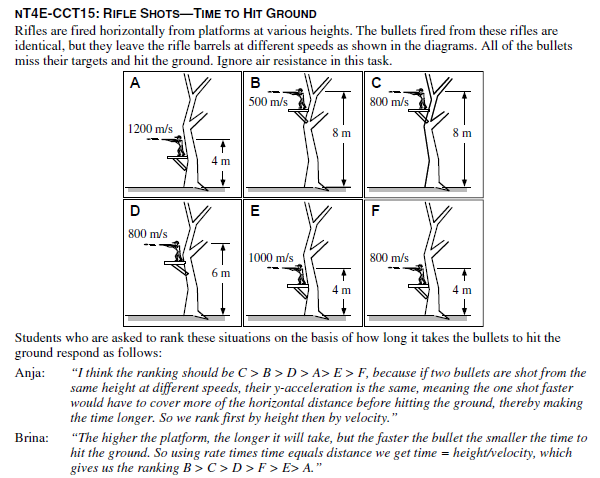 NT4E-CCT15: RIFLE SHOTS—TIME TO HIT GROUND
Rifles are fired horizontally from platforms at various heights. The bullets fired from these rifles are
identical, but they leave the rifle barrels at different speeds as shown in the diagrams. All of the bullets
miss their targets and hit the ground. Ignore air resistance in this task.
A
1200 m/s
4 m
B
500 m/s
8 m
C
800 m/s
8 m
D
800 m/s
6 m
E
1000 m/s
4 m
F
800 m/s
4 m
Students who are asked to rank these situations on the basis of how long it takes the bullets to hit the
ground respond as follows:
Anja: "I think the ranking should be C > B > D > A> E > F, because if two bullets are shot from the
same height at different speeds, their y-acceleration is the same, meaning the one shot faster
would have to cover more of the horizontal distance before hitting the ground, thereby making
the time longer. So we rank first by height then by velocity."
Brina: "The higher the platform, the longer it will take, but the faster the bullet the smaller the time to
hit the ground. So using rate times time equals distance we get time = height/velocity, which
gives us the ranking B > C > D > F > E> A."